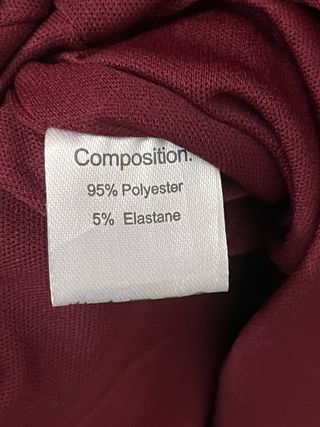 Composition:
95% Polyester
5% Elastane